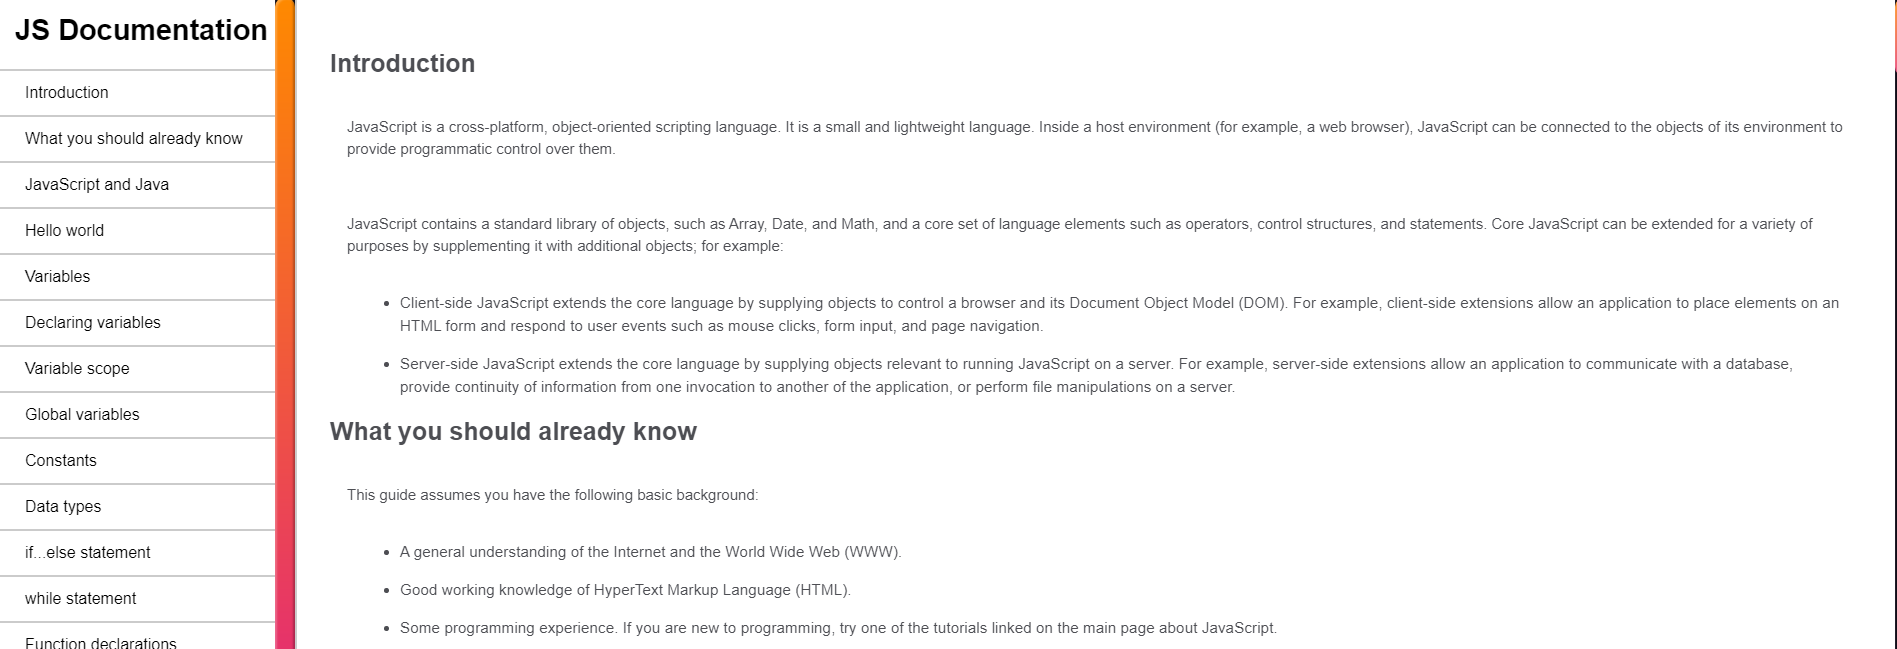 JS Documentation
Introduction
What you should already know
JavaScript and Java
Hello world
Variables
Declaring variables
Variable scope
Global variables
Constants
Data types
if...else statement
while statement
Function declarations
Introduction
JavaScript is a cross-platform, object-oriented scripting language. It is a small and lightweight language. Inside a host environment (for example, a web browser), JavaScript can be connected to the objects of its environment to
provide programmatic control over them.
JavaScript contains a standard library of objects, such as Array, Date, and Math, and a core set of language elements such as operators, control structures, and statements. Core JavaScript can be extended for a variety of
purposes by supplementing it with additional objects; for example:
• Client-side JavaScript extends the core language by supplying objects to control a browser and its Document Object Model (DOM). For example, client-side extensions allow an application to place elements on an
HTML form and respond to user events such as mouse clicks, form input, and page navigation.
• Server-side JavaScript extends the core language by supplying objects relevant to running JavaScript on a server. For example, server-side extensions allow an application to communicate with a database,
provide continuity of information from one invocation to another of the application, or perform file manipulations on a server.
What you should already know
This guide assumes you have the following basic background:
• A general understanding of the Internet and the World Wide Web (WWW).
• Good working knowledge of HyperText Markup Language (HTML).
• Some programming experience. If you are new to programming, try one of the tutorials linked on the main page about JavaScript.